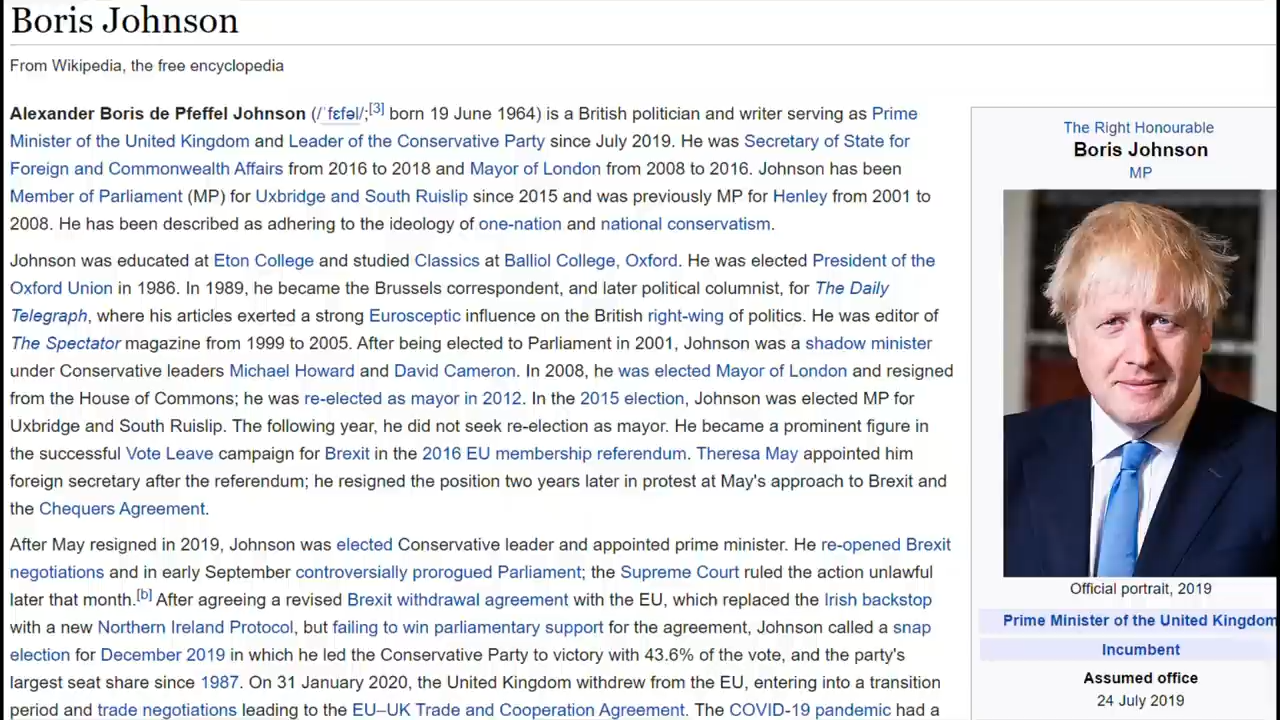 Boris Johnson
From Wikipedia, the free encyclopedia
Alexander Boris de Pfeffel Johnson (/ˈfɛfəl/;[3] born 19 June 1964) is a British politician and writer serving as Prime
Minister of the United Kingdom and Leader of the Conservative Party since July 2019. He was Secretary of State for
Foreign and Commonwealth Affairs from 2016 to 2018 and Mayor of London from 2008 to 2016. Johnson has been
Member of Parliament (MP) for Uxbridge and South Ruislip since 2015 and was previously MP for Henley from 2001 to
2008. He has been described as adhering to the ideology of one-nation and national conservatism.
Johnson was educated at Eton College and studied Classics at Balliol College, Oxford. He was elected President of the
Oxford Union in 1986. In 1989, he became the Brussels correspondent, and later political columnist, for The Daily
Telegraph, where his articles exerted a strong Eurosceptic influence on the British right-wing of politics. He was editor of
The Spectator magazine from 1999 to 2005. After being elected to Parliament in 2001, Johnson was a shadow minister
under Conservative leaders Michael Howard and David Cameron. In 2008, he was elected Mayor of London and resigned
from the House of Commons; he was re-elected as mayor in 2012. In the 2015 election, Johnson was elected MP for
Uxbridge and South Ruislip. The following year, he did not seek re-election as mayor. He became a prominent figure in
the successful Vote Leave campaign for Brexit in the 2016 EU membership referendum. Theresa May appointed him
foreign secretary after the referendum; he resigned the position two years later in protest at May's approach to Brexit and
the Chequers Agreement.
After May resigned in 2019, Johnson was elected Conservative leader and appointed prime minister. He re-opened Brexit
negotiations and in early September controversially prorogued Parliament; the Supreme Court ruled the action unlawful
later that month.[b] After agreeing a revised Brexit withdrawal agreement with the EU, which replaced the Irish backstop
with a new Northern Ireland Protocol, but failing to win parliamentary support for the agreement, Johnson called a snap
election for December 2019 in which he led the Conservative Party to victory with 43.6% of the vote, and the party's
largest seat share since 1987. On 31 January 2020, the United Kingdom withdrew from the EU, entering into a transition
period and trade negotiations leading to the EU–UK Trade and Cooperation Agreement. The COVID-19 pandemic had a
The Right Honourable
Boris Johnson
MP
Official portrait, 2019
Prime Minister of the United Kingdom
Incumbent
Assumed office
24 July 2019